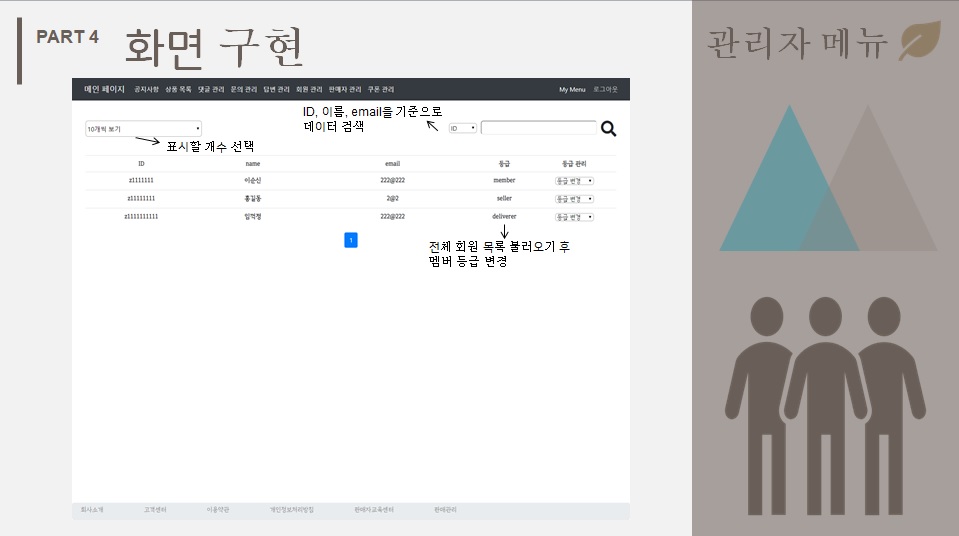 PART 4
화면 구현
관리자 메뉴
메인 페이지 공지사항 상품 목록 댓글 관리 문의 관리 답변 관리 회원 관리 판매자 관리 쿠폰 관리 My Menu 로그아웃
ID, 이름, email을 기준으로
데이터 검색
10개씩 보기
ID
표시할 개수 선택
ID name email 등급 등급 관리
z1111111 이순신 222@222 member 등급 변경
z11111111 홍길동 2@2 seller 등급 변경
z1111111111 임꺽정 222@222 deliverer 등급 변경
1
전체 회원 목록 불러오기 후
멤버 등급 변경
회사소개 고객센터 이용약관 개인정보처리방침 판매자교육센터 판매관리